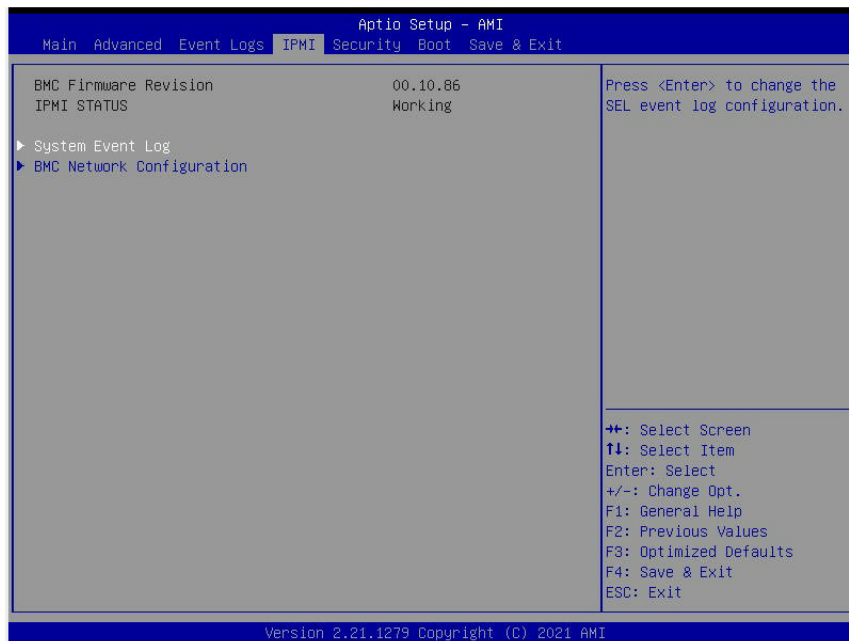 Aptio Setup – AMI
Main Advanced Event Logs IPMI Security Boot Save & Exit
BMC Firmware Revision 00.10.86
IPMI STATUS Working
▶ System Event Log
▶ BMC Network Configuration
Press <Enter> to change the
SEL event log configuration.
→←: Select Screen
↑↓: Select Item
Enter: Select
+/-: Change Opt.
F1: General Help
F2: Previous Values
F3: Optimized Defaults
F4: Save & Exit
ESC: Exit
Version 2.21.1279 Copyright (C) 2021 AMI